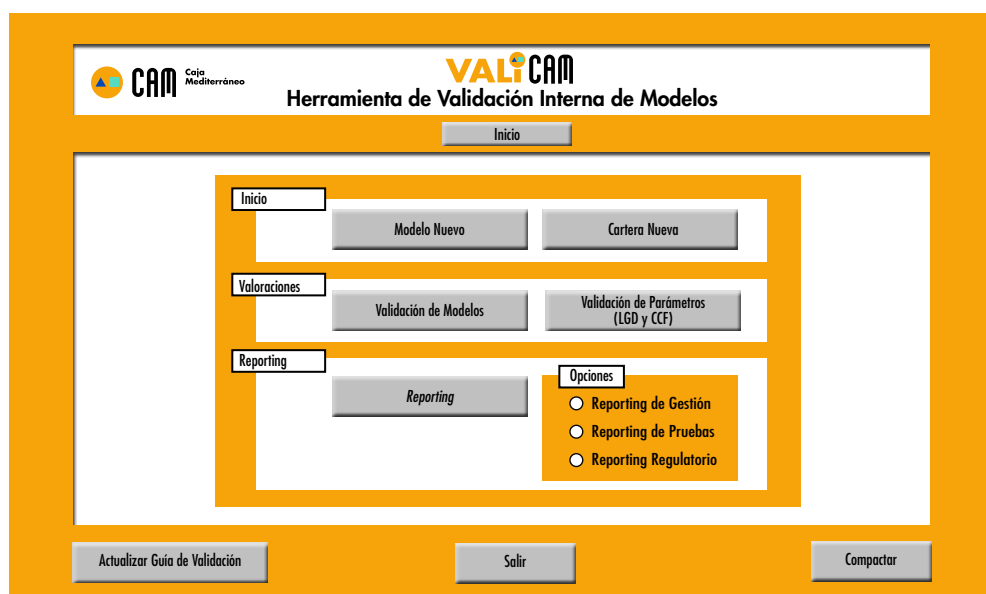 CAM Caja
Mediterráneo
VALiCAM
Herramienta de Validación Interna de Modelos
Inicio
Inicio
Modelo Nuevo
Cartera Nueva
Valoraciones
Validación de Modelos
Validación de Parámetros
(LGD y CCF)
Reporting
Reporting
Opciones
Reporting de Gestión
Reporting de Pruebas
Reporting Regulatorio
Actualizar Guía de Validación
Salir
Compactar